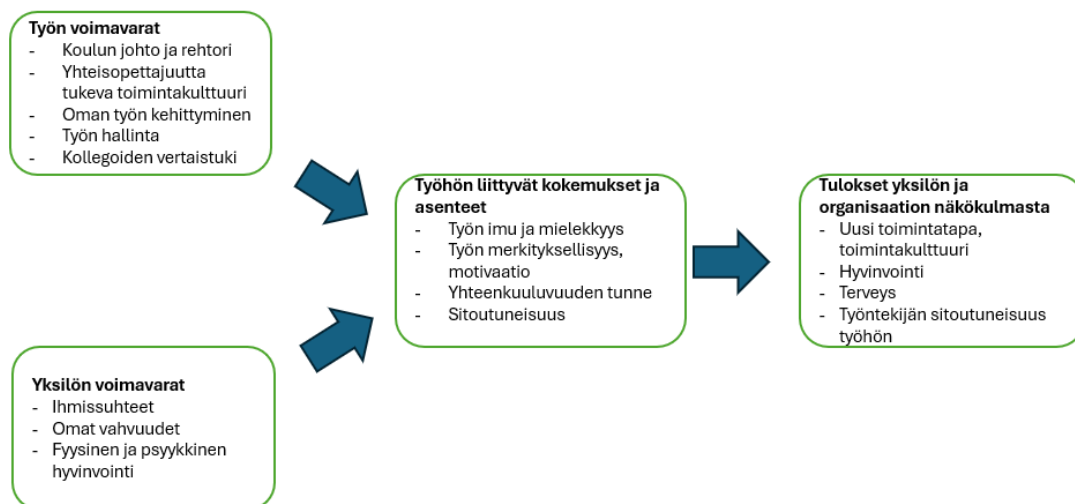 Työn voimavarat
- Koulun johto ja rehtori
- Yhteisopettajuutta
tukeva toimintakulttuuri
- Oman työn kehittyminen
- Työn hallinta
- Kollegoiden vertaistuki
Työhön liittyvät kokemukset ja
asenteet
- Työn imu ja mielekkyys
- Työn merkityksellisyys,
motivaatio
- Yhteenkuuluvuuden tunne
- Sitoutuneisuus
Tulokset yksilön ja
organisaation näkökulmasta
- Uusi toimintatapa,
toimintakulttuuri
- Hyvinvointi
- Terveys
- Työntekijän sitoutuneisuus
työhön
Yksilön voimavarat
- Ihmissuhteet
- Omat vahvuudet
- Fyysinen ja psyykkinen
hyvinvointi